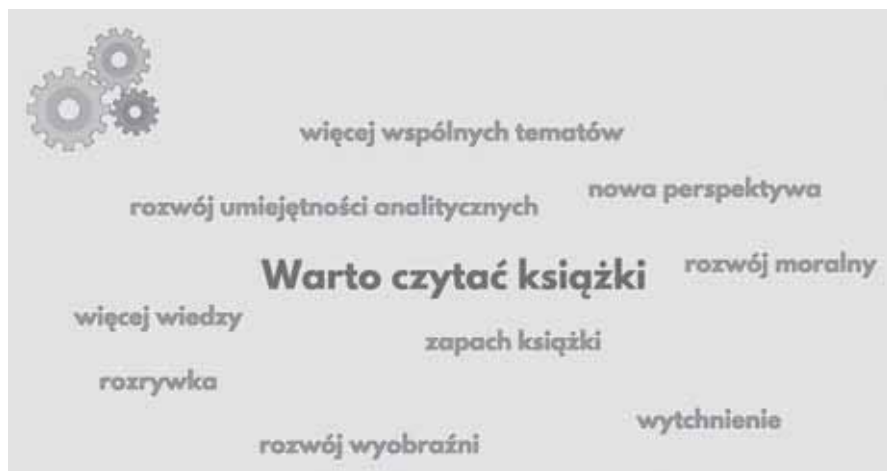 więcej wspólnych tematów
nowa perspektywa
rozwój umiejętności analitycznych
rozwój moralny
Warto czytać książki
więcej wiedzy
zapach książki
rozrywka
wytchnienie
rozwój wyobraźni